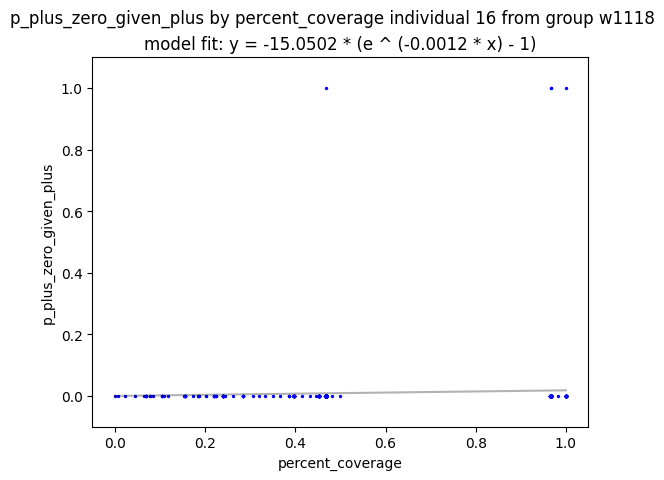 p_plus_zero_given_plus by percent_coverage individual 16 from group w1118
model fit: y = -15.0502 * (e ^ (-0.0012 * x) - 1)
1.0
0.8
0.6
0.4
0.2
0.0
p_plus_zero_given_plus
0.0 0.2 0.4 0.6 0.8 1.0
percent_coverage